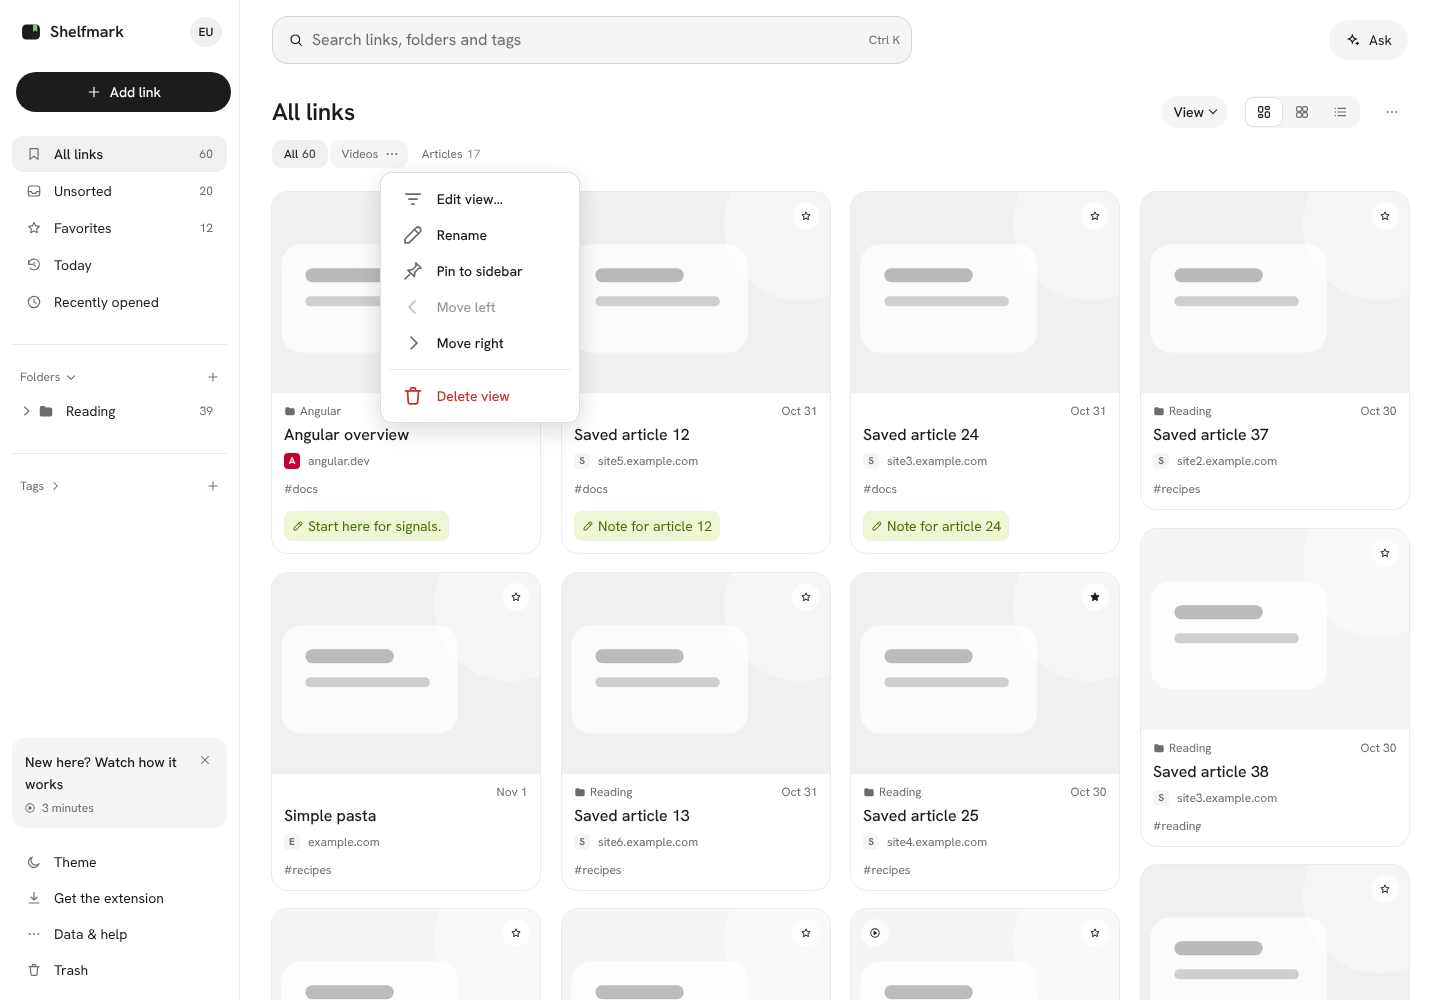 Shelfmark
EU
Add link
All links 60
Unsorted 20
Favorites 12
Today
Recently opened
Folders
Reading 39
Tags
New here? Watch how it
works
3 minutes
Theme
Get the extension
Data & help
Trash
Search links, folders and tags Ctrl K
Ask
All links
View
All 60 Videos Articles 17
Edit view...
Rename
Pin to sidebar
Move left
Move right
Delete view
Angular
Angular overview
A angular.dev
#docs
Start here for signals.
Oct 31
Saved article 12
S site5.example.com
#docs
Note for article 12
Oct 31
Saved article 24
S site3.example.com
#docs
Note for article 24
Reading Oct 30
Saved article 37
S site2.example.com
#recipes
Nov 1
Simple pasta
E example.com
#recipes
Reading Oct 31
Saved article 13
S site6.example.com
#recipes
Reading Oct 30
Saved article 25
S site4.example.com
#recipes
Reading Oct 30
Saved article 38
S site3.example.com
#reading